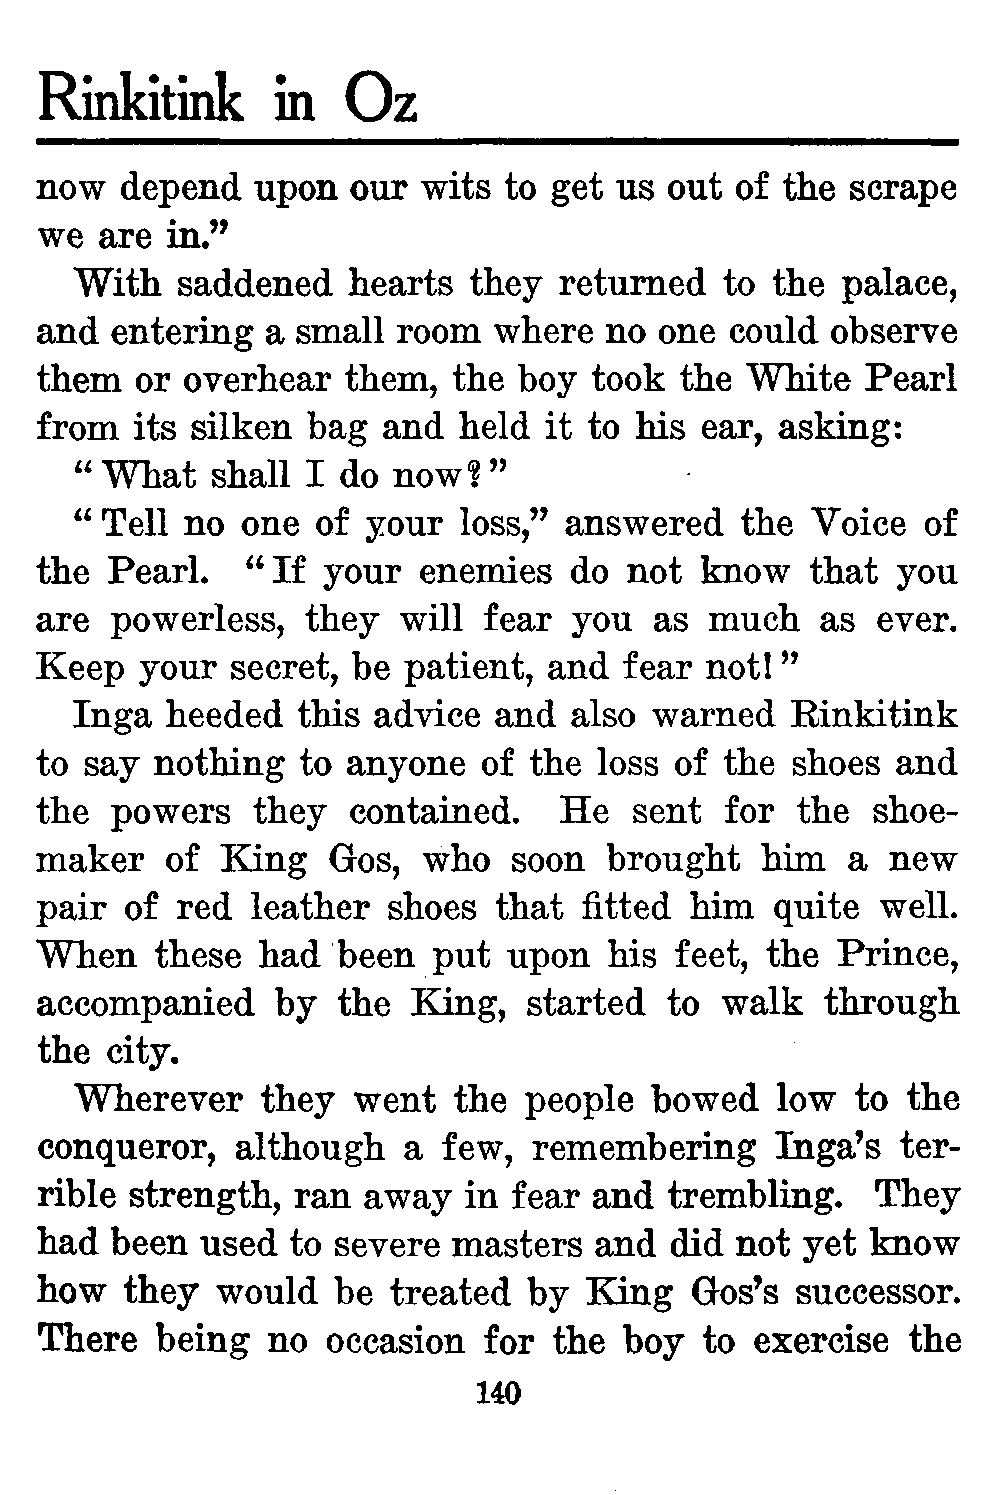 Rinkitink in Oz
now depend upon our wits to get us out of the scrape
we are in.”
With saddened hearts they returned to the palace,
and entering a small room where no one could observe
them or overhear them, the boy took the White Pearl
from its silken bag and held it to his ear, asking:
“ What shall I do now? ”
“ Tell no one of your loss,” answered the Voice of
the Pearl. “ If your enemies do not know that you
are powerless, they will fear you as much as ever.
Keep your secret, be patient, and fear not! ”
Inga heeded this advice and also warned Rinkitink
to say nothing to anyone of the loss of the shoes and
the powers they contained. He sent for the shoe-
maker of King Gos, who soon brought him a new
pair of red leather shoes that fitted him quite well.
When these had been put upon his feet, the Prince,
accompanied by the King, started to walk through
the city.
Wherever they went the people bowed low to the
conqueror, although a few, remembering Inga’s ter-
rible strength, ran away in fear and trembling. They
had been used to severe masters and did not yet know
how they would be treated by King Gos’s successor.
There being no occasion for the boy to exercise the
140